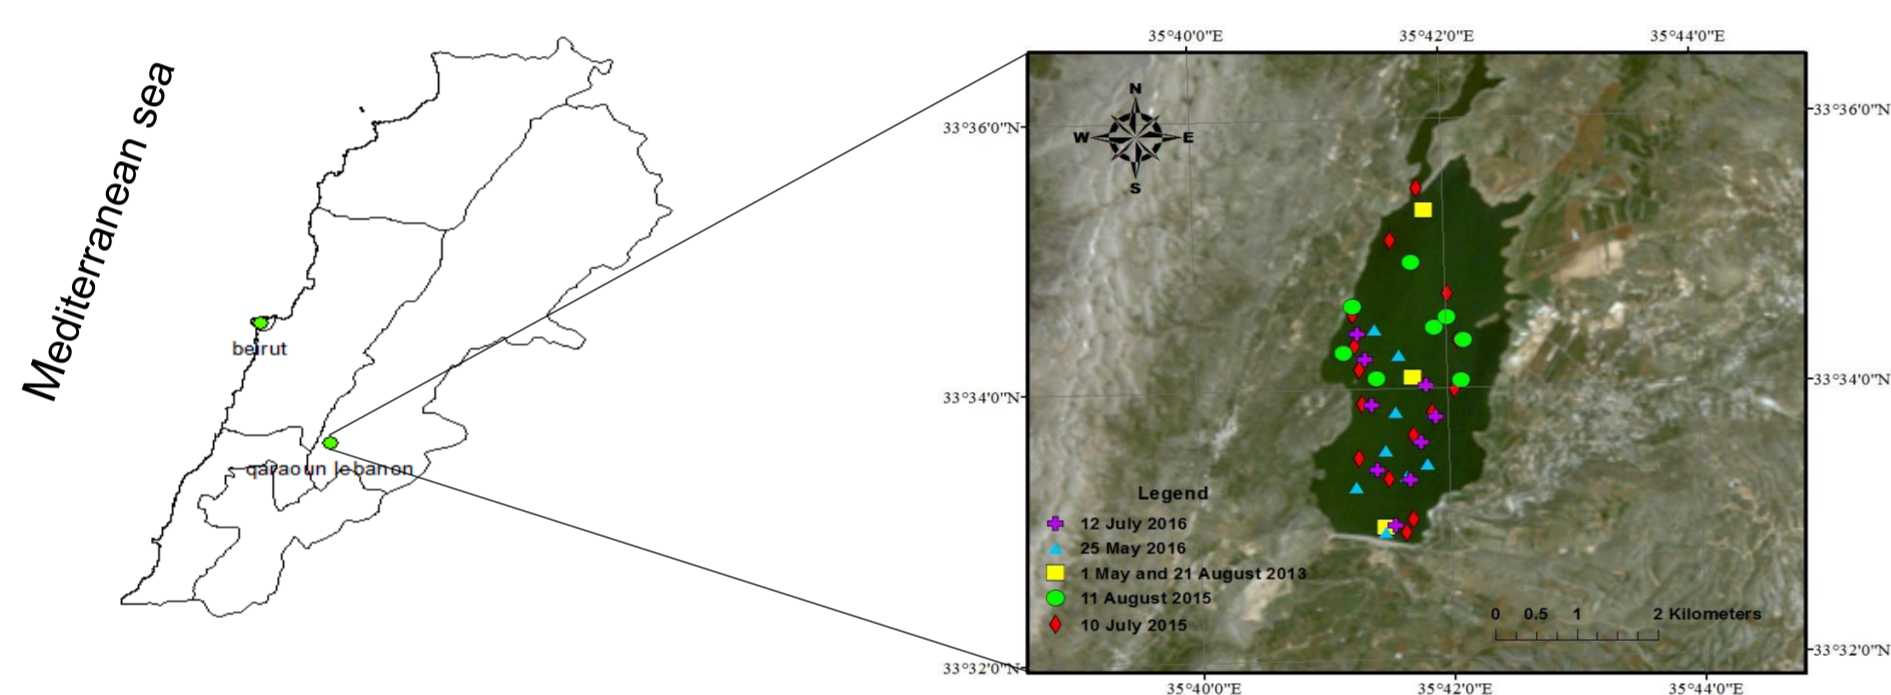 Mediterranean sea
beirut
qaraoun lebanon
35°40'0"E 35°42'0"E 35°44'0"E
33°36'0"N 33°36'0"N
33°34'0"N 33°34'0"N
33°32'0"N 33°32'0"N
N
W E
S
Legend
12 July 2016
25 May 2016
1 May and 21 August 2013
11 August 2015
10 July 2015
0 0.5 1 2 Kilometers
35°40'0"E 35°42'0"E 35°44'0"E